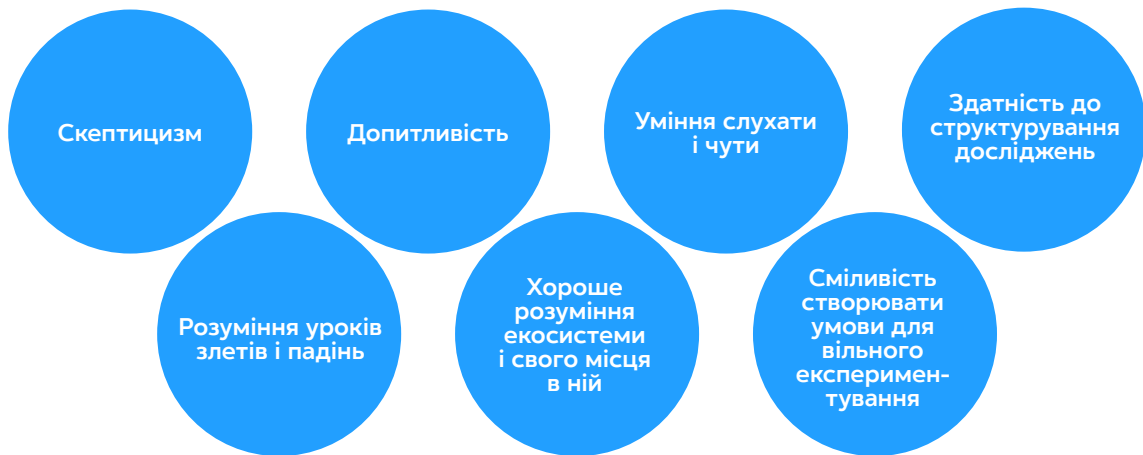 Скептицизм
Допитливість
Уміння слухати
і чути
Здатність до
структурування
досліджень
Розуміння уроків
злетів і падінь
Хороше
розуміння
екосистеми
і свого місця
в ній
Сміливість
створювати
умови для
вільного
експеримен-
тування